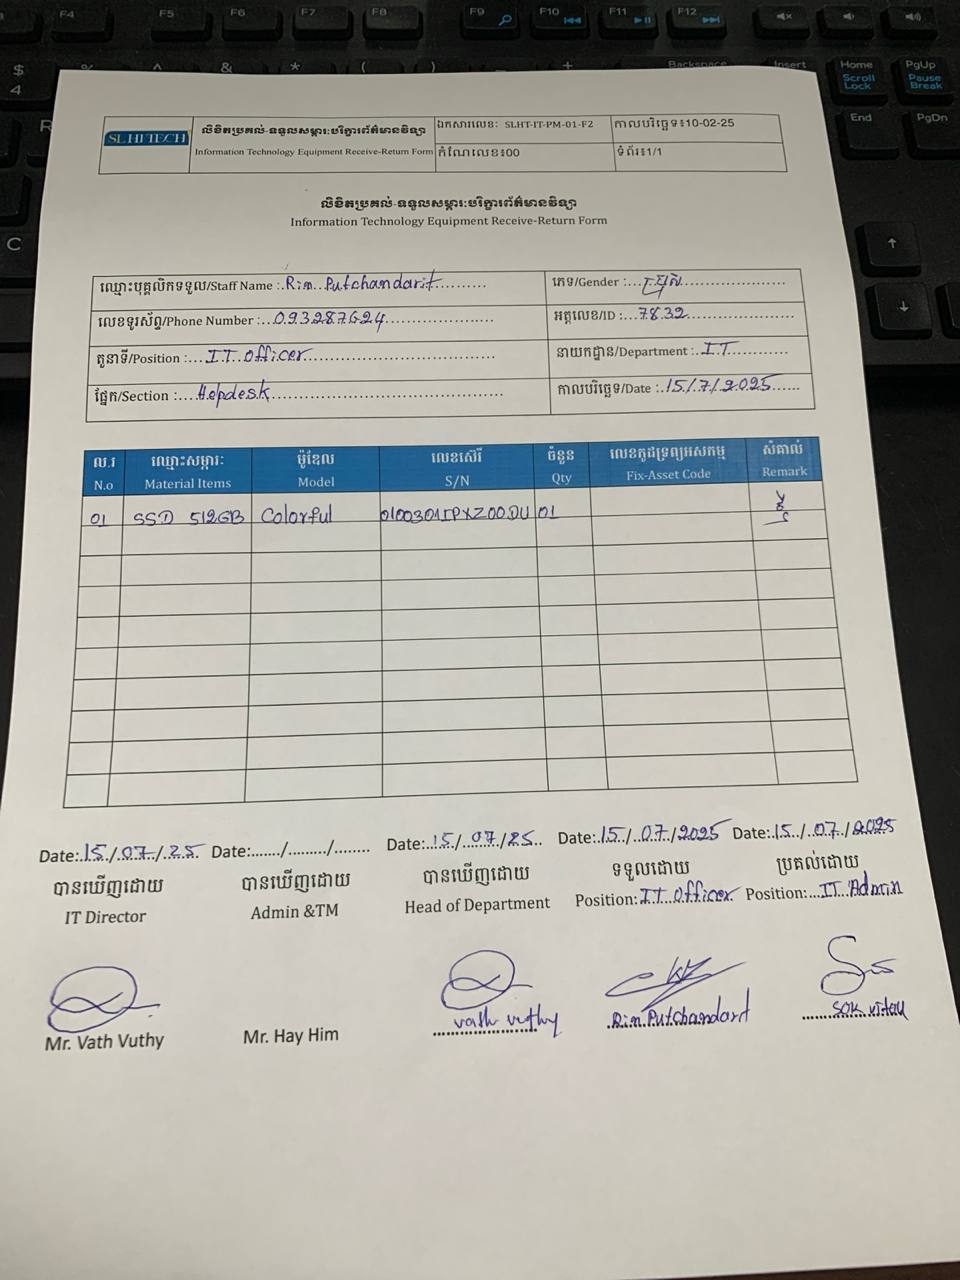 SLHITECH
លិខិតប្រគល់-ទទួលសម្ភារៈបរិក្ខារព័ត៌មានវិទ្យា
Information Technology Equipment Receive-Return Form
ឯកសារលេខ: SLHT-IT-PM-01-F2
កាលបរិច្ឆេទ៖10-02-25
កំណែលេខ៖00
ទំព័រ៖1/1
លិខិតប្រគល់-ទទួលសម្ភារៈបរិក្ខារព័ត៌មានវិទ្យា
Information Technology Equipment Receive-Return Form
ឈ្មោះបុគ្គលិកទទួល/Staff Name : Rin Putchandarit
ភេទ/Gender : ប្រុស
លេខទូរស័ព្ទ/Phone Number : 093287624
អត្តលេខ/ID : 7832
តួនាទី/Position : IT Officer
នាយកដ្ឋាន/Department : IT
ផ្នែក/Section : Helpdesk
កាលបរិច្ឆេទ/Date : 15/7/2025
ល.រ ឈ្មោះសម្ភារៈ ម៉ូឌែល លេខស៊េរី ចំនួន លេខកូដទ្រព្យអសកម្ម សំគាល់
N.o Material Items Model S/N Qty Fix-Asset Code Remark
01 SSD 512GB Colorful 0100301IPXZ00DU 01
Date: 15/07/25 Date:....../........./........ Date: 15/07/25 Date: 15/07/2025 Date: 15/07/2025
បានឃើញដោយ បានឃើញដោយ បានឃើញដោយ ទទួលដោយ ប្រគល់ដោយ
IT Director Admin &TM Head of Department Position: IT Officer Position: IT Admin
Mr. Vath Vuthy Mr. Hay Him Vath Vuthy Rin Putchandarit SOK
F4 F5 F6 F7 F8 F9 F10 F11 F12
$ % ^ & * ( ) +
4
Backspace Insert Home PgUp
Scroll Lock
Pause Break
R
End PgDn
C